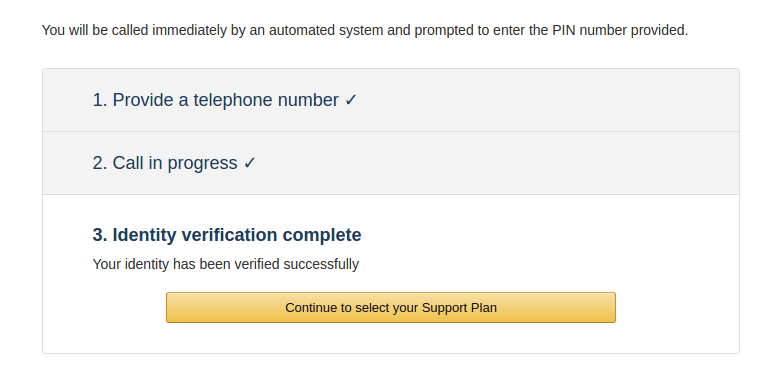 You will be called immediately by an automated system and prompted to enter the PIN number provided.
1. Provide a telephone number ✓
2. Call in progress ✓
3. Identity verification complete
Your identity has been verified successfully
Continue to select your Support Plan